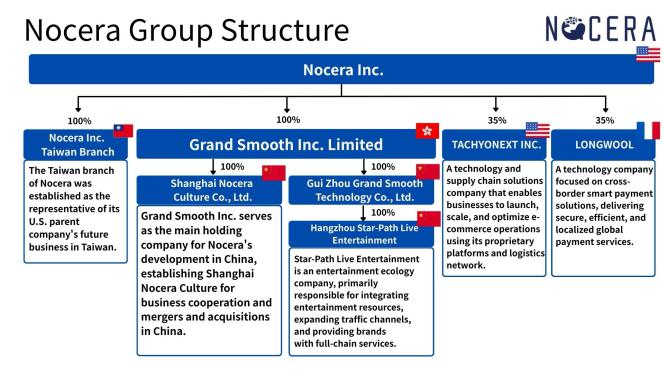 Nocera Group Structure
NOCERA
Nocera Inc.
100%
100%
35%
35%
Nocera Inc.
Taiwan Branch
The Taiwan branch
of Nocera was
established as the
representative of its
U.S. parent
company's future
business in Taiwan.
Grand Smooth Inc. Limited
100%
100%
Shanghai Nocera
Culture Co., Ltd.
Grand Smooth Inc. serves
as the main holding
company for Nocera's
development in China,
establishing Shanghai
Nocera Culture for
business cooperation and
mergers and acquisitions
in China.
Gui Zhou Grand Smooth
Technology Co., Ltd.
100%
Hangzhou Star-Path Live
Entertainment
Star-Path Live Entertainment
is an entertainment ecology
company, primarily
responsible for integrating
entertainment resources,
expanding traffic channels,
and providing brands
with full-chain services.
TACHYONEXT INC.
A technology and
supply chain solutions
company that enables
businesses to launch,
scale, and optimize e-
commerce operations
using its proprietary
platforms and logistics
network.
LONGWOOL
A technology company
focused on cross-
border smart payment
solutions, delivering
secure, efficient, and
localized global
payment services.